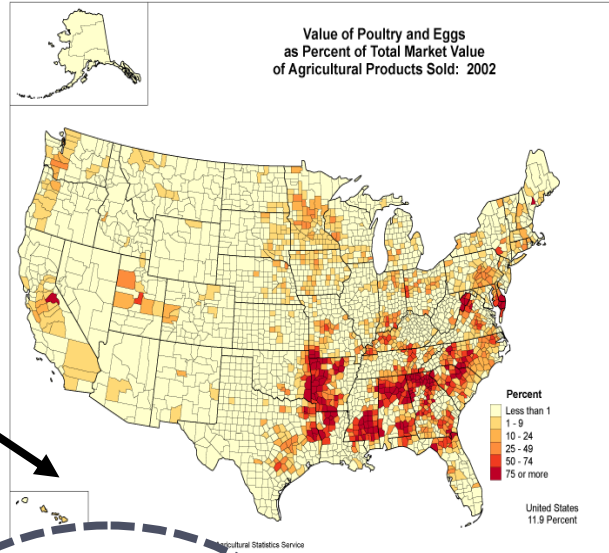 Value of Poultry and Eggs
as Percent of Total Market Value
of Agricultural Products Sold: 2002
Percent
Less than 1
1 - 9
10 - 24
25 - 49
50 - 74
75 or more
United States
11.9 Percent
Agricultural Statistics Service